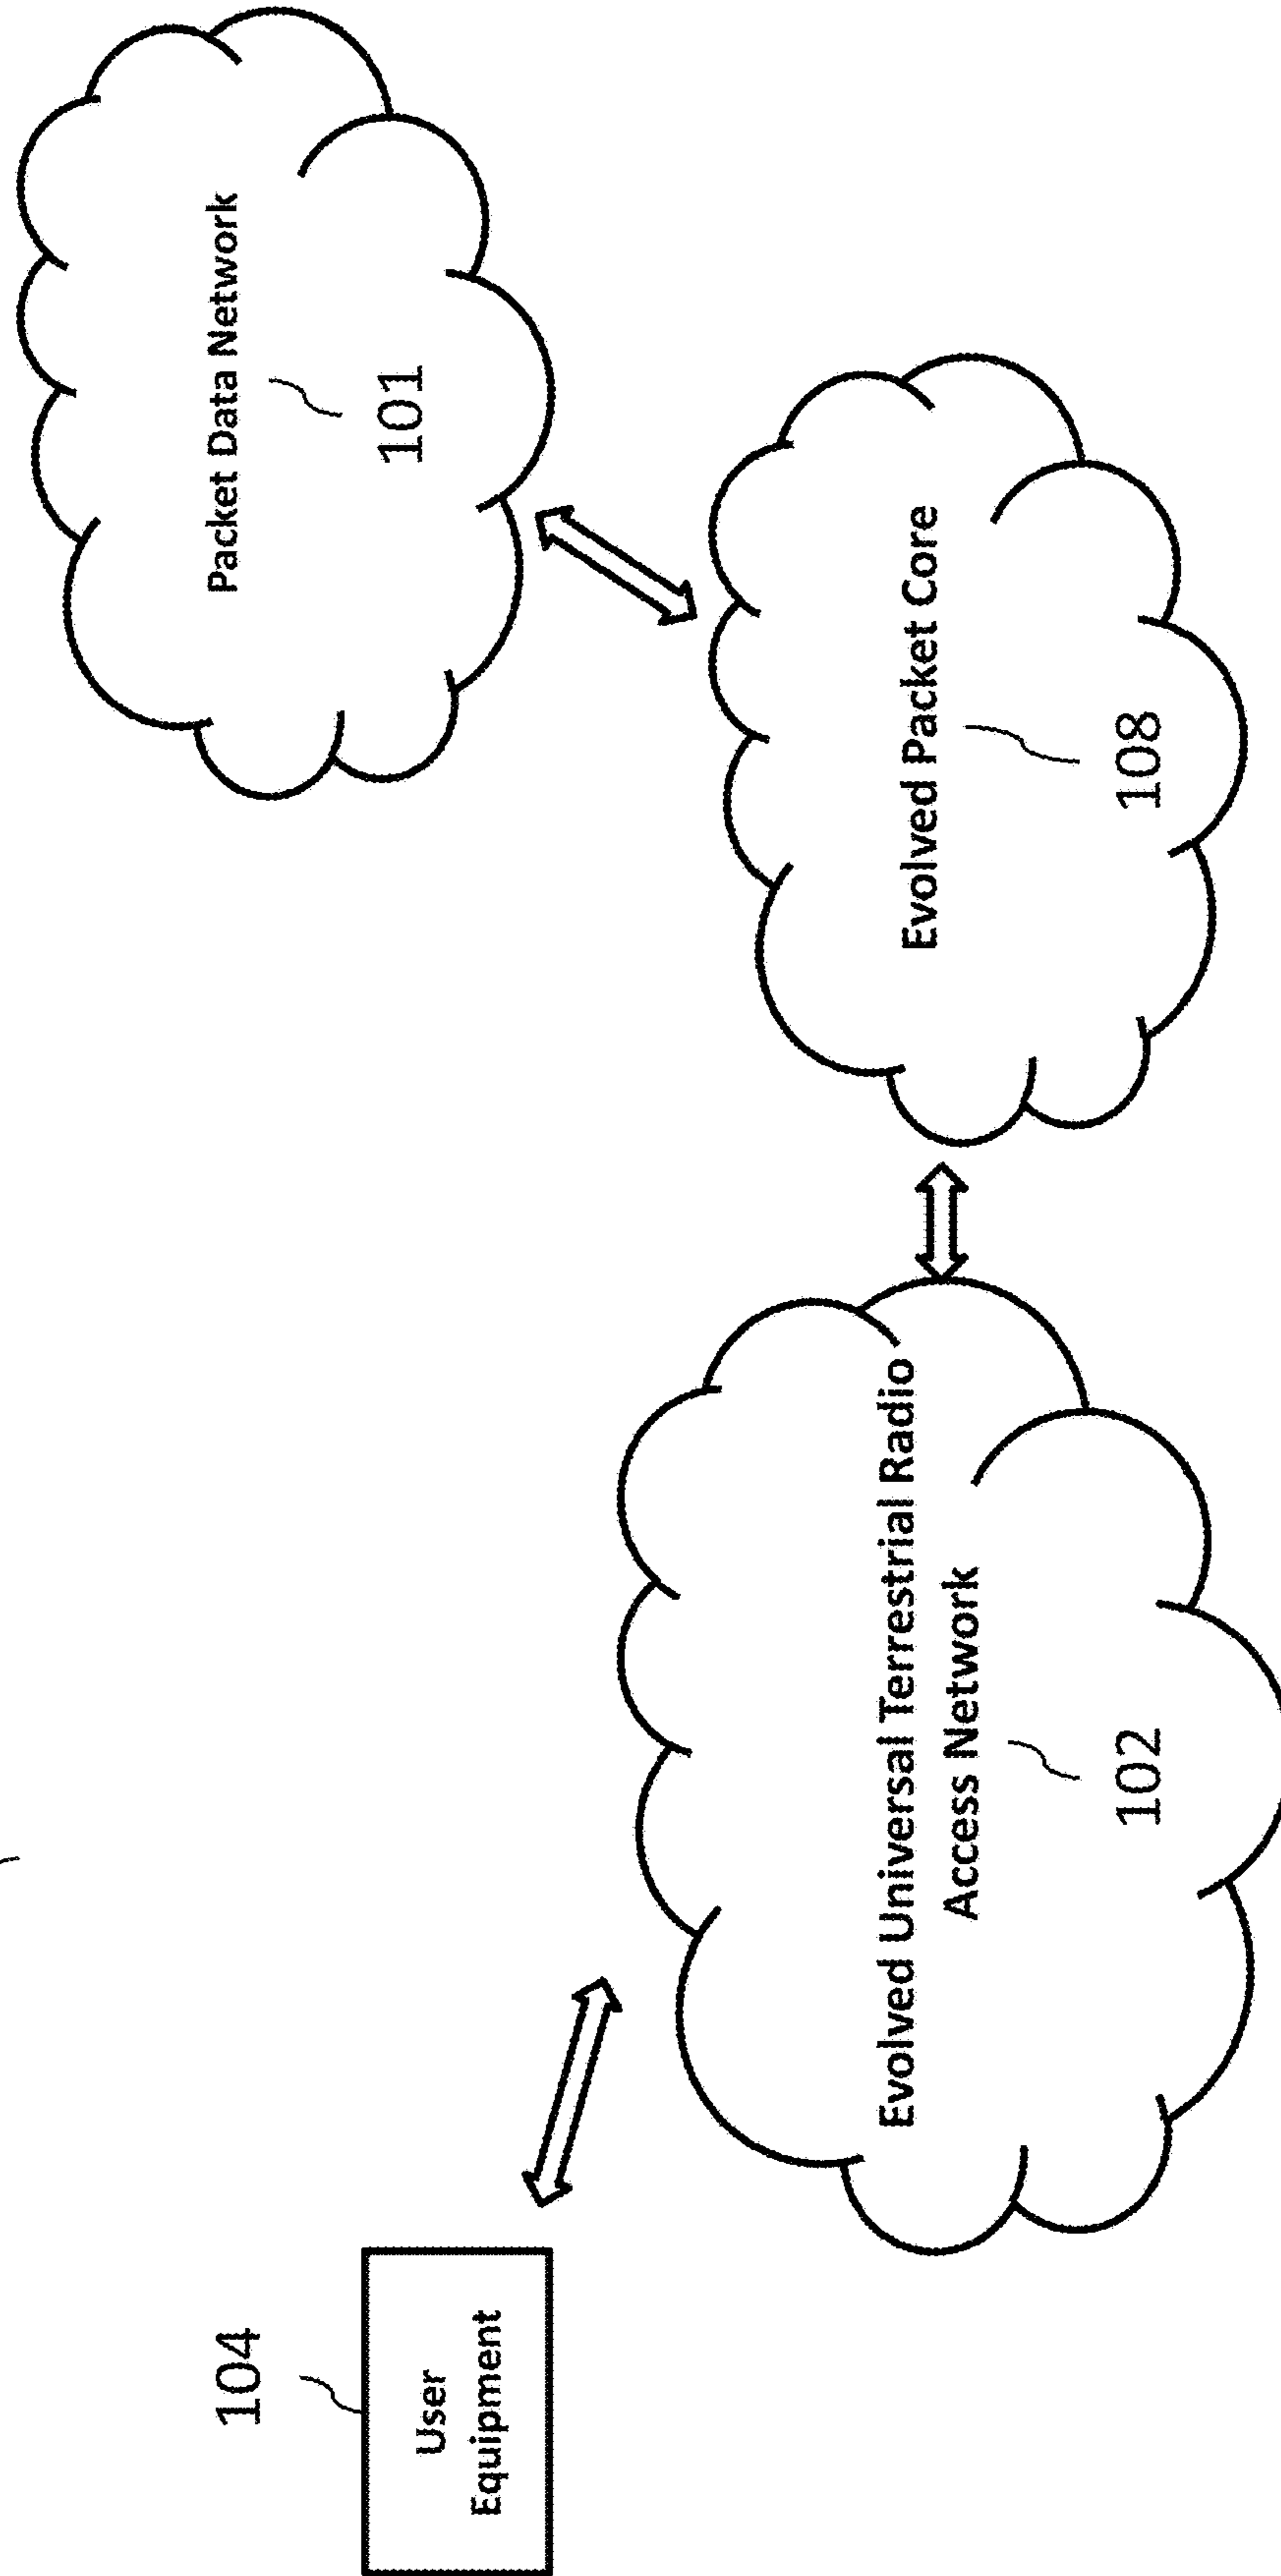 Packet Data Network
101
104
User
Equipment
Evolved Universal Terrestrial Radio
Access Network
102
Evolved Packet Core
108